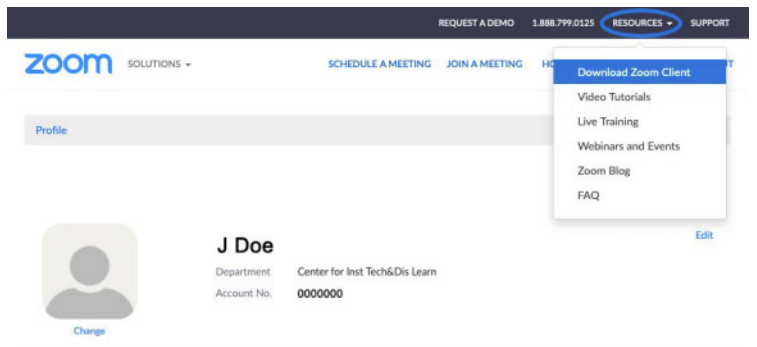 REQUEST A DEMO 1.888.799.0125 RESOURCES SUPPORT
zoom SOLUTIONS SCHEDULE A MEETING JOIN A MEETING
Download Zoom Client
Video Tutorials
Live Training
Webinars and Events
Zoom Blog
FAQ
Profile
Edit
J Doe
Department Center for Inst Tech&Dis Learn
Account No. 0000000
Change